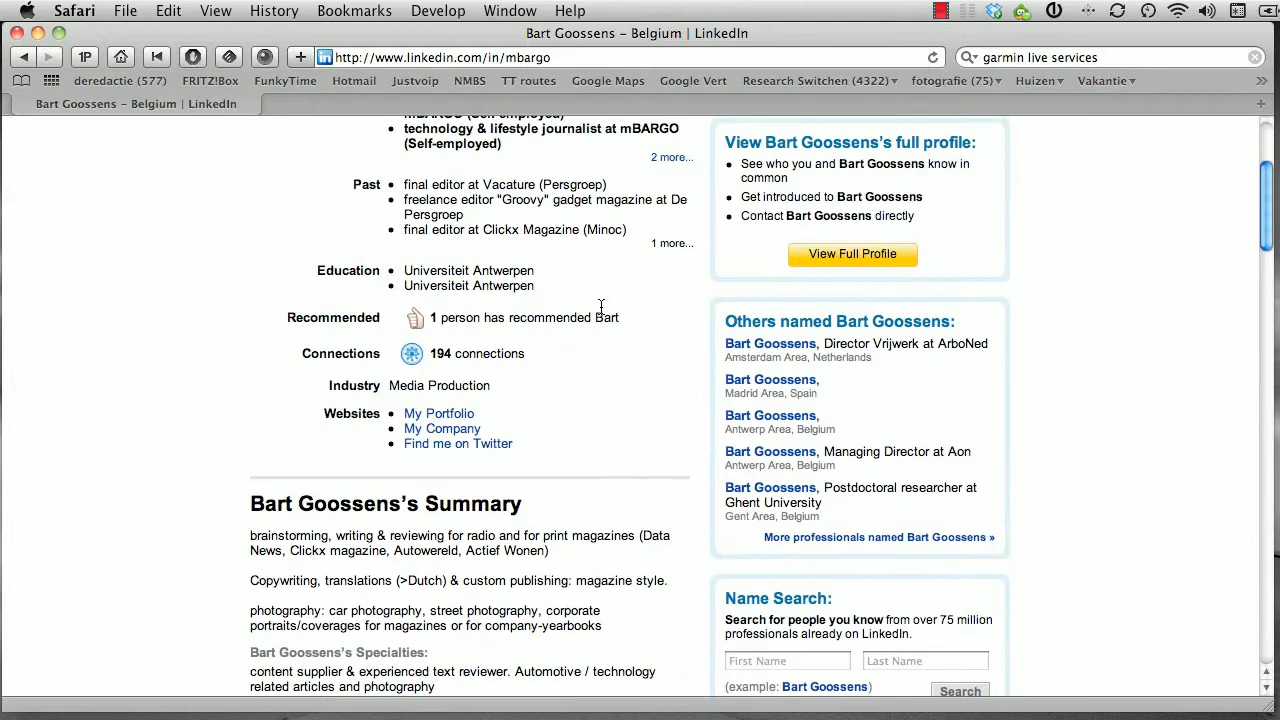 Safari File Edit View History Bookmarks Develop Window Help
Bart Goossens – Belgium | LinkedIn
1P
http://www.linkedin.com/in/mbargo
garmin live services
deredactie (577) FRITZ!Box FunkyTime Hotmail Justvoip NMBS TT routes Google Maps Google Vert Research Switchen (4322) fotografie (75) Huizen Vakantie
Bart Goossens – Belgium | LinkedIn
mBARGO (Self-employed)
technology & lifestyle journalist at mBARGO
(Self-employed)
2 more...
Past
final editor at Vacature (Persgroep)
freelance editor "Groovy" gadget magazine at De
Persgroep
final editor at Clickx Magazine (Minoc)
1 more...
Education
Universiteit Antwerpen
Universiteit Antwerpen
Recommended
1 person has recommended Bart
Connections
194 connections
Industry Media Production
Websites
My Portfolio
My Company
Find me on Twitter
Bart Goossens's Summary
brainstorming, writing & reviewing for radio and for print magazines (Data
News, Clickx magazine, Autowereld, Actief Wonen)
Copywriting, translations (>Dutch) & custom publishing: magazine style.
photography: car photography, street photography, corporate
portraits/coverages for magazines or for company-yearbooks
Bart Goossens's Specialties:
content supplier & experienced text reviewer. Automotive / technology
related articles and photography
View Bart Goossens's full profile:
See who you and Bart Goossens know in
common
Get introduced to Bart Goossens
Contact Bart Goossens directly
View Full Profile
Others named Bart Goossens:
Bart Goossens, Director Vrijwerk at ArboNed
Amsterdam Area, Netherlands
Bart Goossens,
Madrid Area, Spain
Bart Goossens,
Antwerp Area, Belgium
Bart Goossens, Managing Director at Aon
Antwerp Area, Belgium
Bart Goossens, Postdoctoral researcher at
Ghent University
Gent Area, Belgium
More professionals named Bart Goossens »
Name Search:
Search for people you know from over 75 million
professionals already on LinkedIn.
First Name Last Name
(example: Bart Goossens)
Search